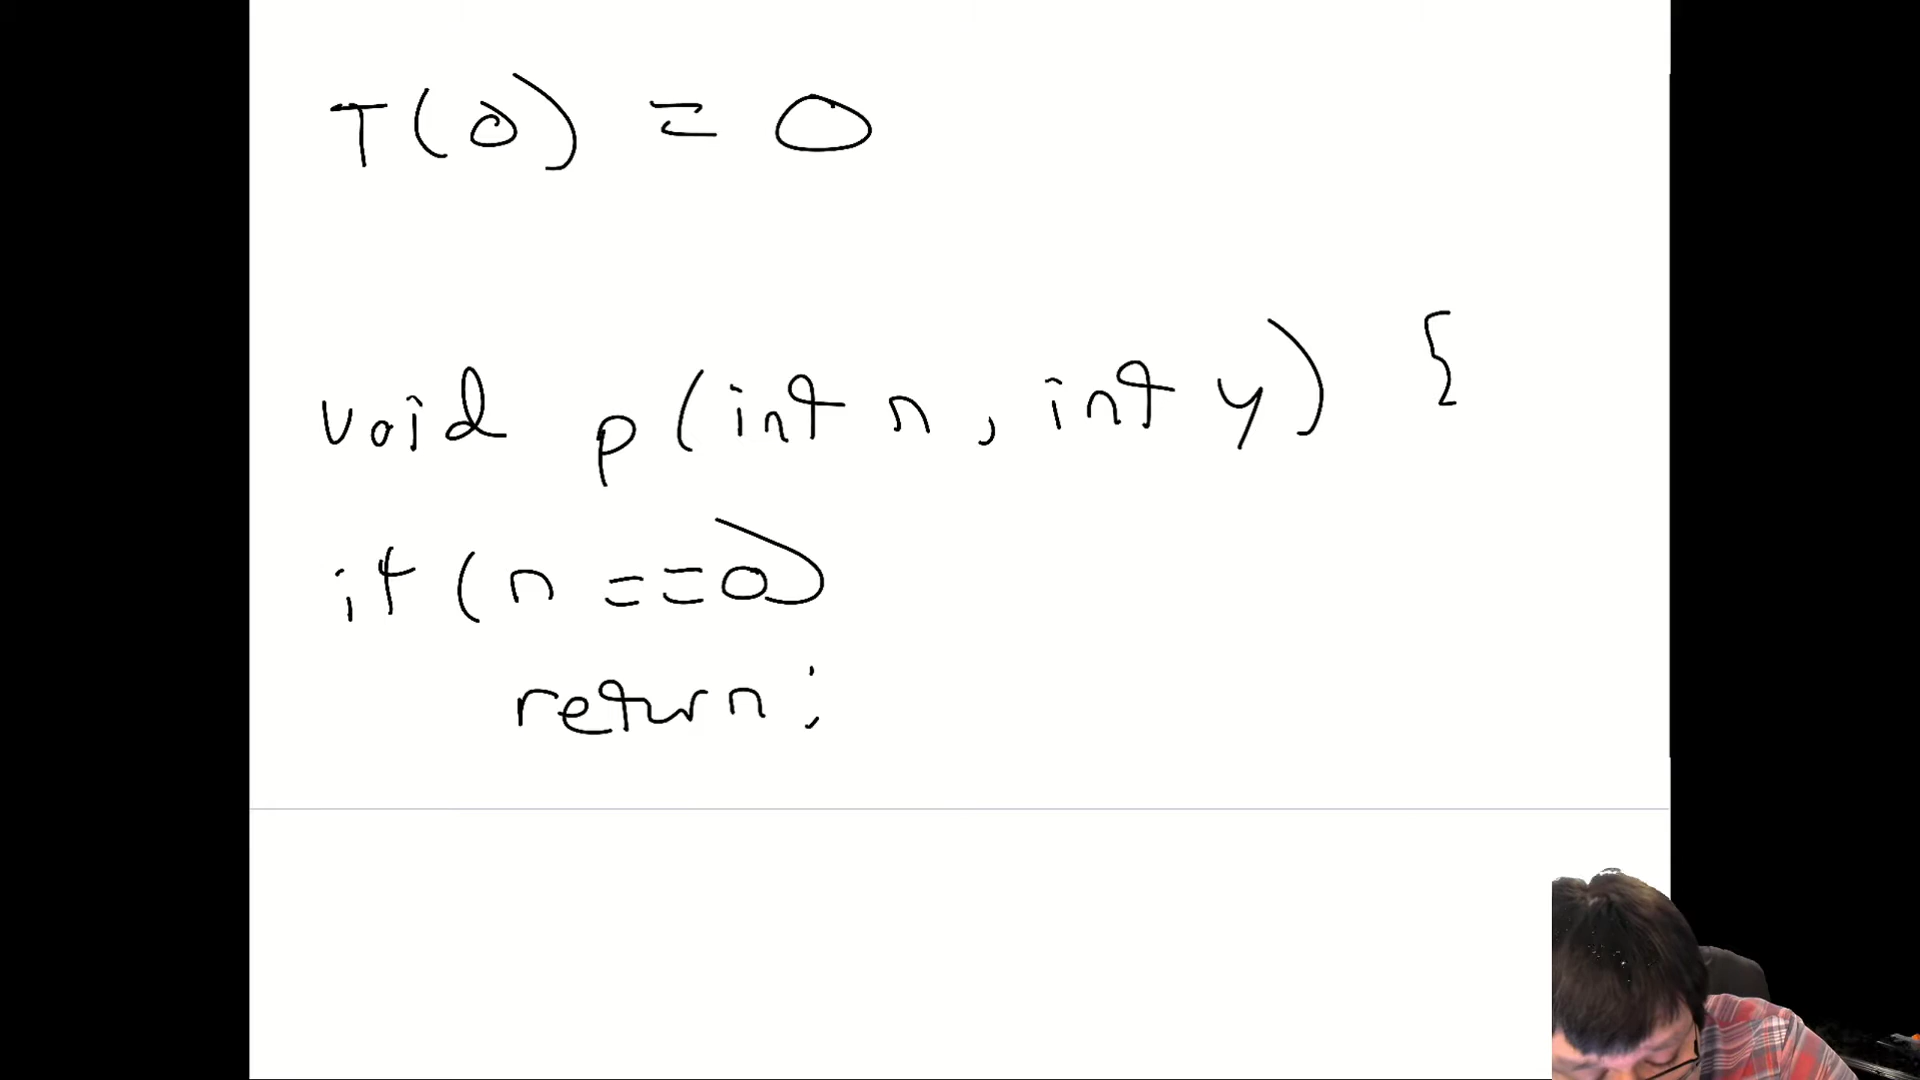 T(0) = 0
void p(int n, int y) {
if (n == 0)
return;